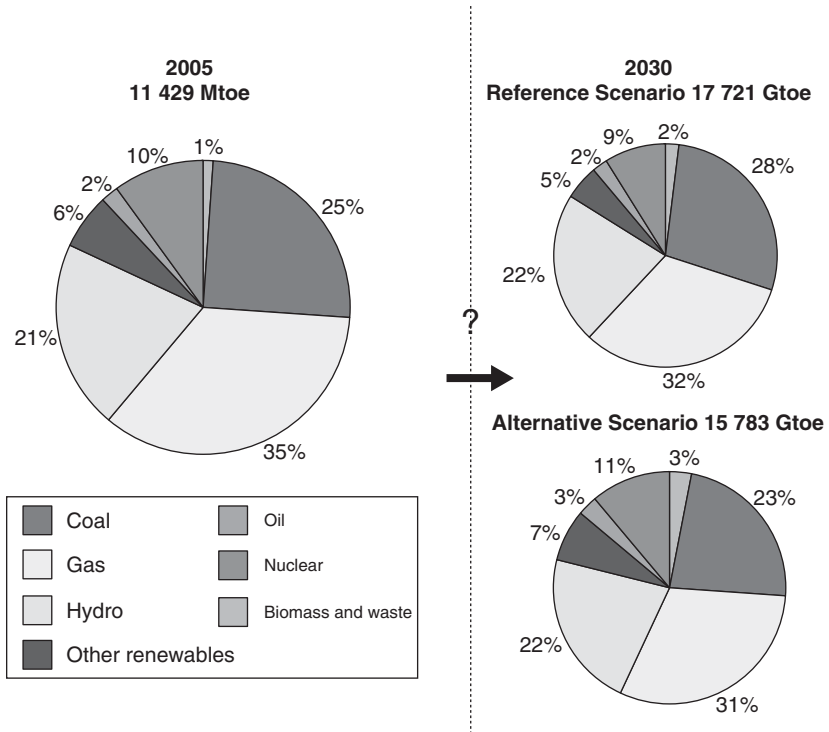 2005
11 429 Mtoe
1%
25%
35%
21%
6%
2%
10%
Coal
Gas
Hydro
Other renewables
Oil
Nuclear
Biomass and waste
?
2030
Reference Scenario 17 721 Gtoe
2%
28%
32%
22%
5%
2%
9%
Alternative Scenario 15 783 Gtoe
3%
23%
31%
22%
7%
3%
11%